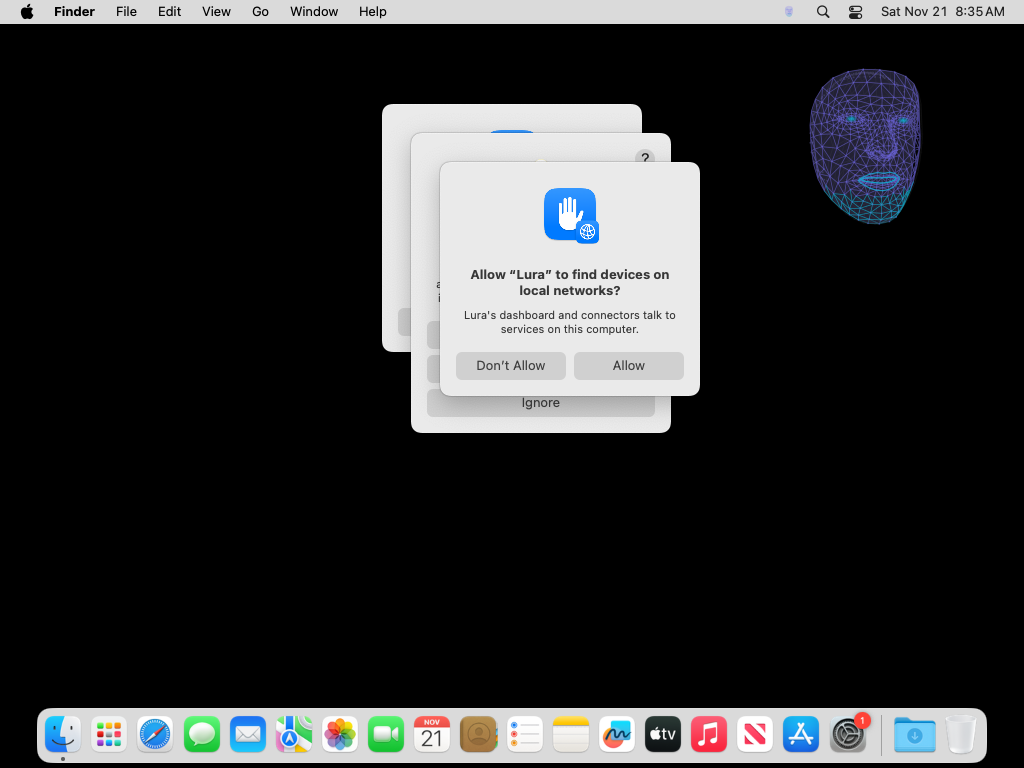 Finder File Edit View Go Window Help Sat Nov 21 8:35 AM
?
Allow “Lura” to find devices on
local networks?
Lura's dashboard and connectors talk to
services on this computer.
Don't Allow Allow
Ignore
NOV
21
tv
1